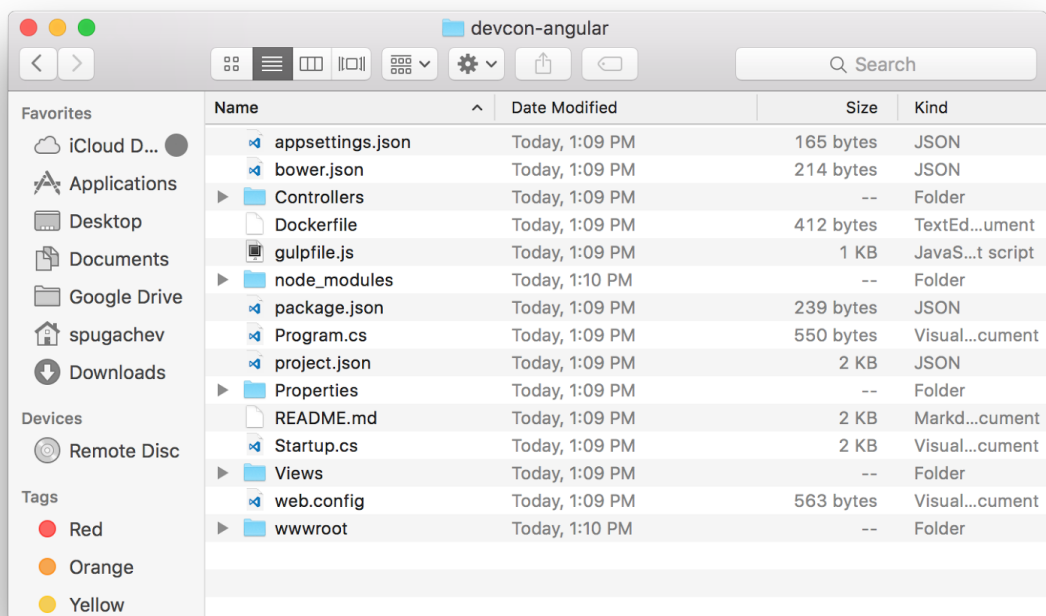 devcon-angular
Search
Favorites
iCloud D...
Applications
Desktop
Documents
Google Drive
spugachev
Downloads
Devices
Remote Disc
Tags
Red
Orange
Yellow
Name Date Modified Size Kind
appsettings.json Today, 1:09 PM 165 bytes JSON
bower.json Today, 1:09 PM 214 bytes JSON
Controllers Today, 1:09 PM -- Folder
Dockerfile Today, 1:09 PM 412 bytes TextEd...ument
gulpfile.js Today, 1:09 PM 1 KB JavaS...t script
node_modules Today, 1:10 PM -- Folder
package.json Today, 1:09 PM 239 bytes JSON
Program.cs Today, 1:09 PM 550 bytes Visual...cument
project.json Today, 1:09 PM 2 KB JSON
Properties Today, 1:09 PM -- Folder
README.md Today, 1:09 PM 2 KB Markd...cument
Startup.cs Today, 1:09 PM 2 KB Visual...cument
Views Today, 1:09 PM -- Folder
web.config Today, 1:09 PM 563 bytes Visual...cument
wwwroot Today, 1:10 PM -- Folder